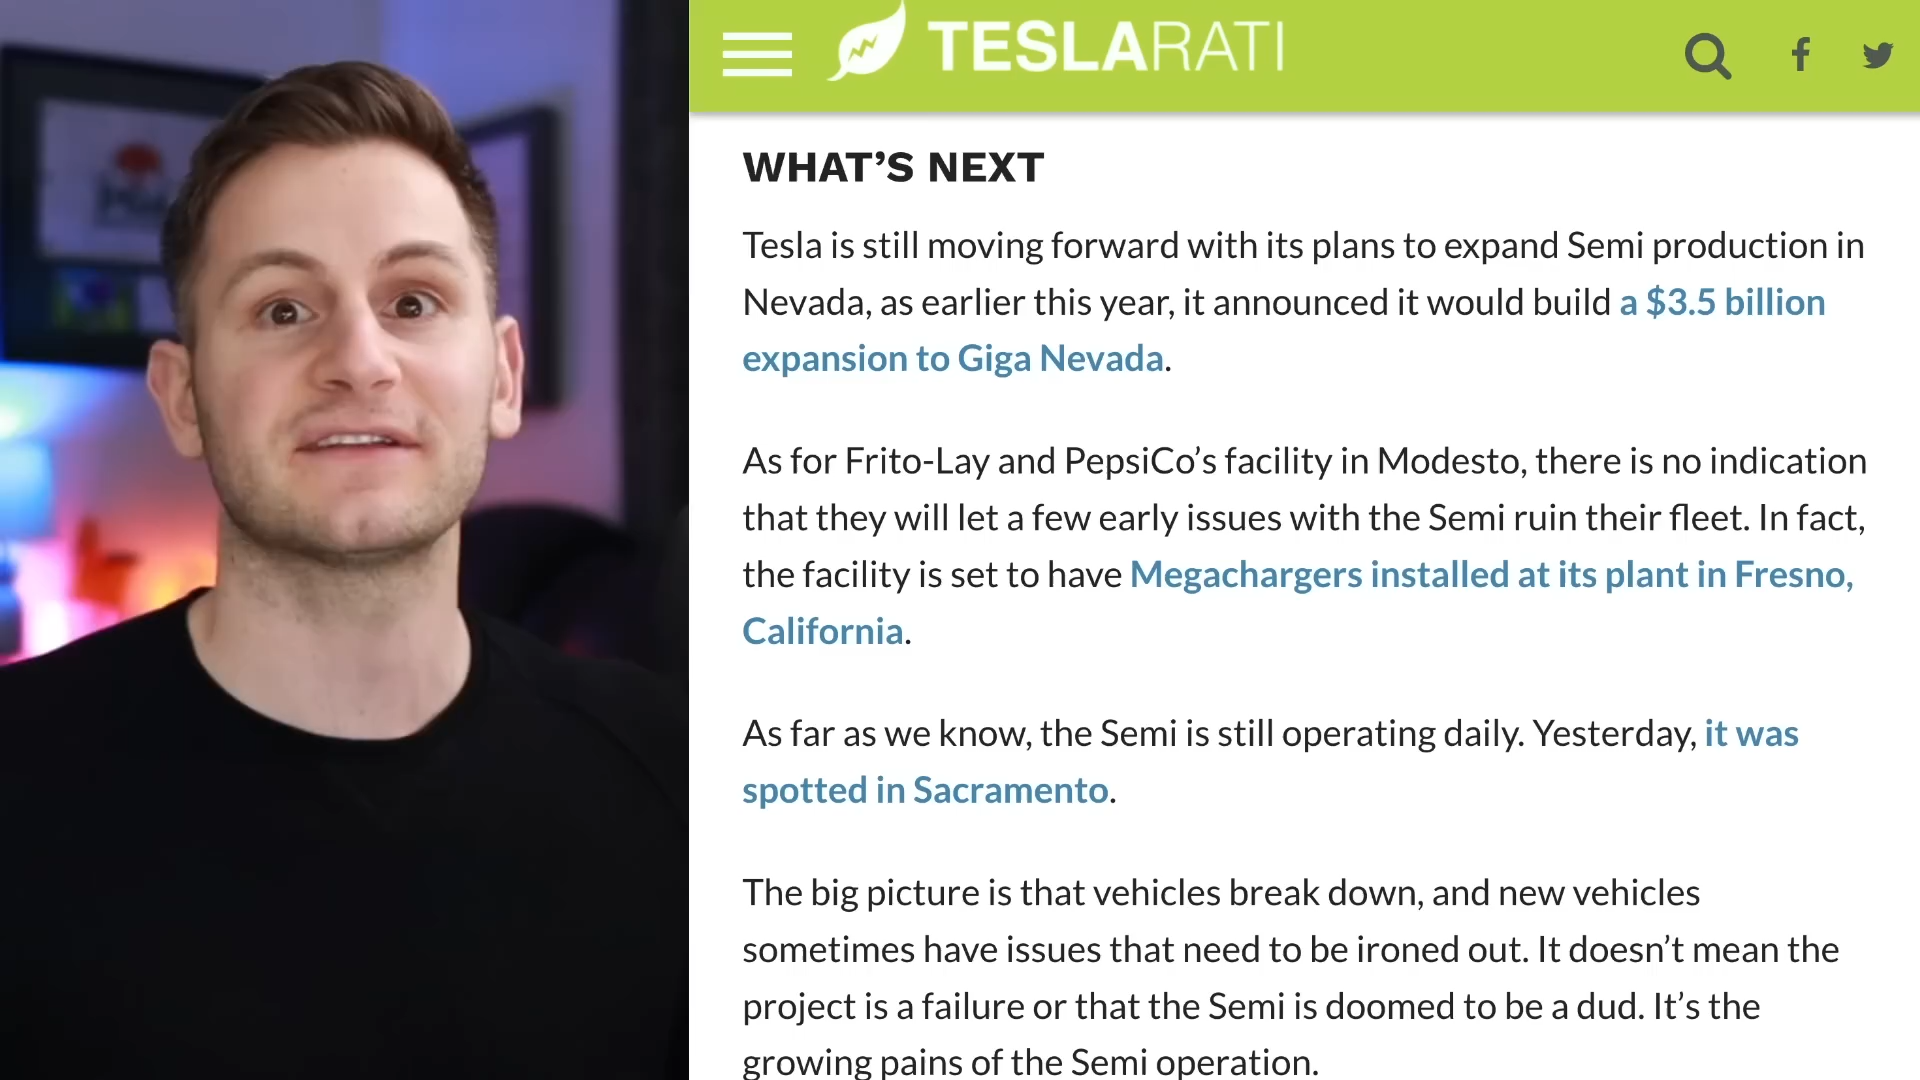 TESLARATI
WHAT’S NEXT
Tesla is still moving forward with its plans to expand Semi production in
Nevada, as earlier this year, it announced it would build a $3.5 billion
expansion to Giga Nevada.
As for Frito-Lay and PepsiCo’s facility in Modesto, there is no indication
that they will let a few early issues with the Semi ruin their fleet. In fact,
the facility is set to have Megachargers installed at its plant in Fresno,
California.
As far as we know, the Semi is still operating daily. Yesterday, it was
spotted in Sacramento.
The big picture is that vehicles break down, and new vehicles
sometimes have issues that need to be ironed out. It doesn’t mean the
project is a failure or that the Semi is doomed to be a dud. It’s the
growing pains of the Semi operation.